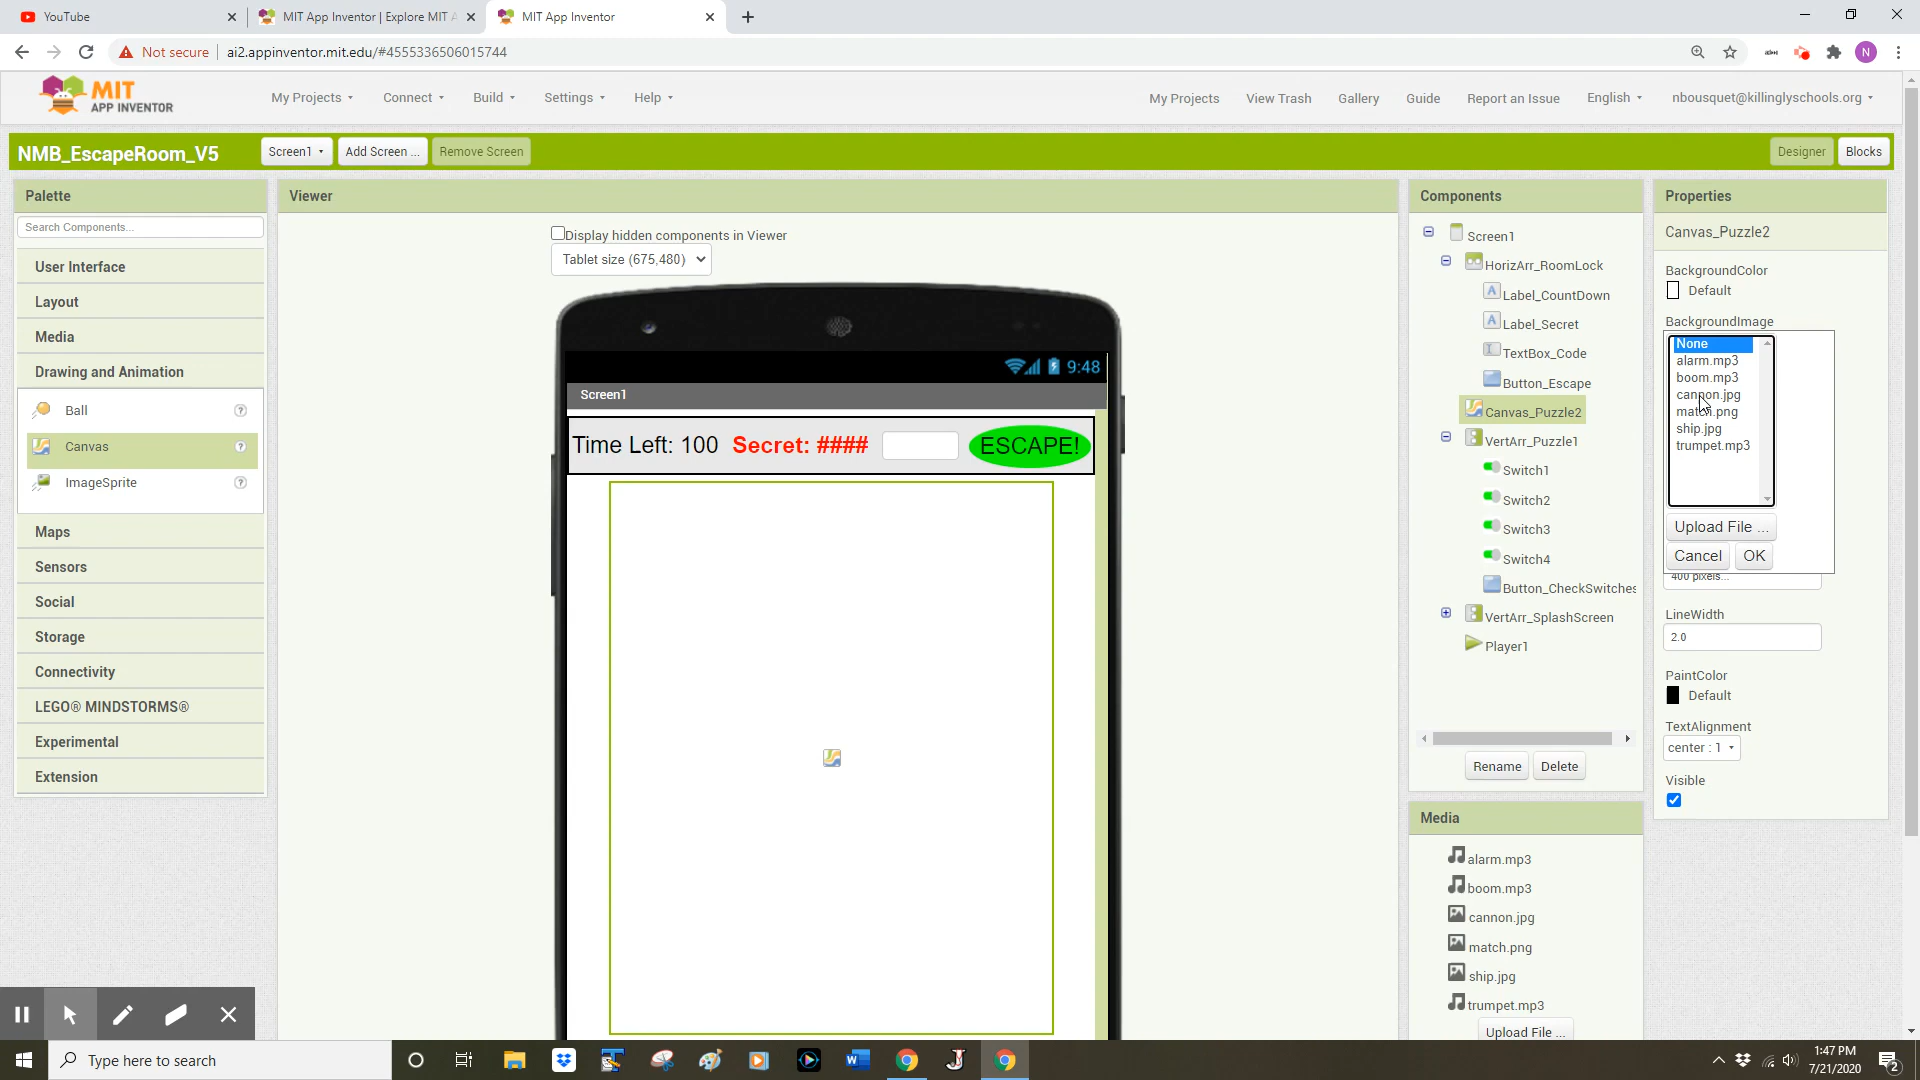 YouTube
MIT App Inventor | Explore MIT A
MIT App Inventor
Not secure
ai2.appinventor.mit.edu/#4555336506015744
N
MIT
APP INVENTOR
My Projects
Connect
Build
Settings
Help
My Projects
View Trash
Gallery
Guide
Report an Issue
English
nbousquet@killinglyschools.org
NMB_EscapeRoom_V5
Screen1
Add Screen ...
Remove Screen
Designer
Blocks
Palette
Search Components...
User Interface
Layout
Media
Drawing and Animation
Ball
?
Canvas
?
ImageSprite
?
Maps
Sensors
Social
Storage
Connectivity
LEGO® MINDSTORMS®
Experimental
Extension
Viewer
Display hidden components in Viewer
Tablet size (675,480)
9:48
Screen1
Time Left: 100
Secret: ####
ESCAPE!
Components
Screen1
HorizArr_RoomLock
Label_CountDown
Label_Secret
TextBox_Code
Button_Escape
Canvas_Puzzle2
VertArr_Puzzle1
Switch1
Switch2
Switch3
Switch4
Button_CheckSwitches
VertArr_SplashScreen
Player1
Rename
Delete
Media
alarm.mp3
boom.mp3
cannon.jpg
match.png
ship.jpg
trumpet.mp3
Upload File ...
Properties
Canvas_Puzzle2
BackgroundColor
Default
BackgroundImage
None
alarm.mp3
boom.mp3
cannon.jpg
match.png
ship.jpg
trumpet.mp3
Upload File ...
Cancel
OK
400 pixels...
LineWidth
2.0
PaintColor
Default
TextAlignment
center : 1
Visible
Type here to search
1:47 PM
7/21/2020
2